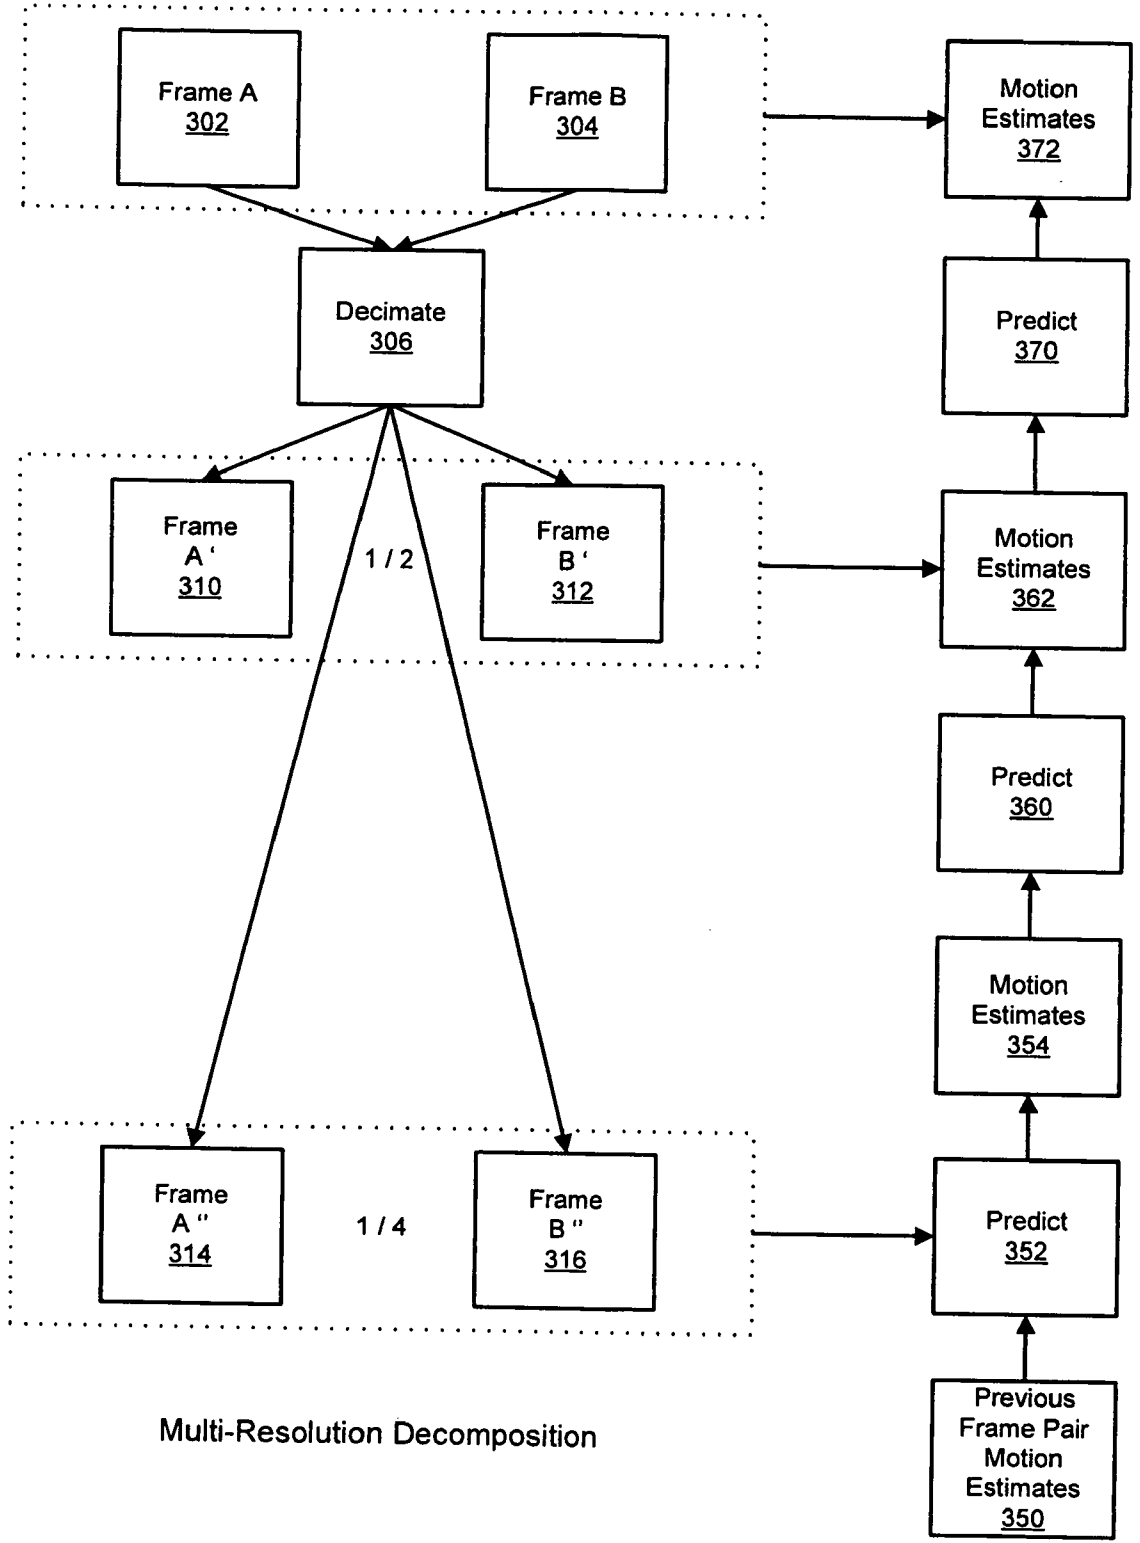 Frame A
302
Frame B
304
Motion
Estimates
372
Decimate
306
Predict
370
Frame
A '
310
1 / 2
Frame
B '
312
Motion
Estimates
362
Predict
360
Motion
Estimates
354
Frame
A "
314
1 / 4
Frame
B "
316
Predict
352
Previous
Frame Pair
Motion
Estimates
350
Multi-Resolution Decomposition